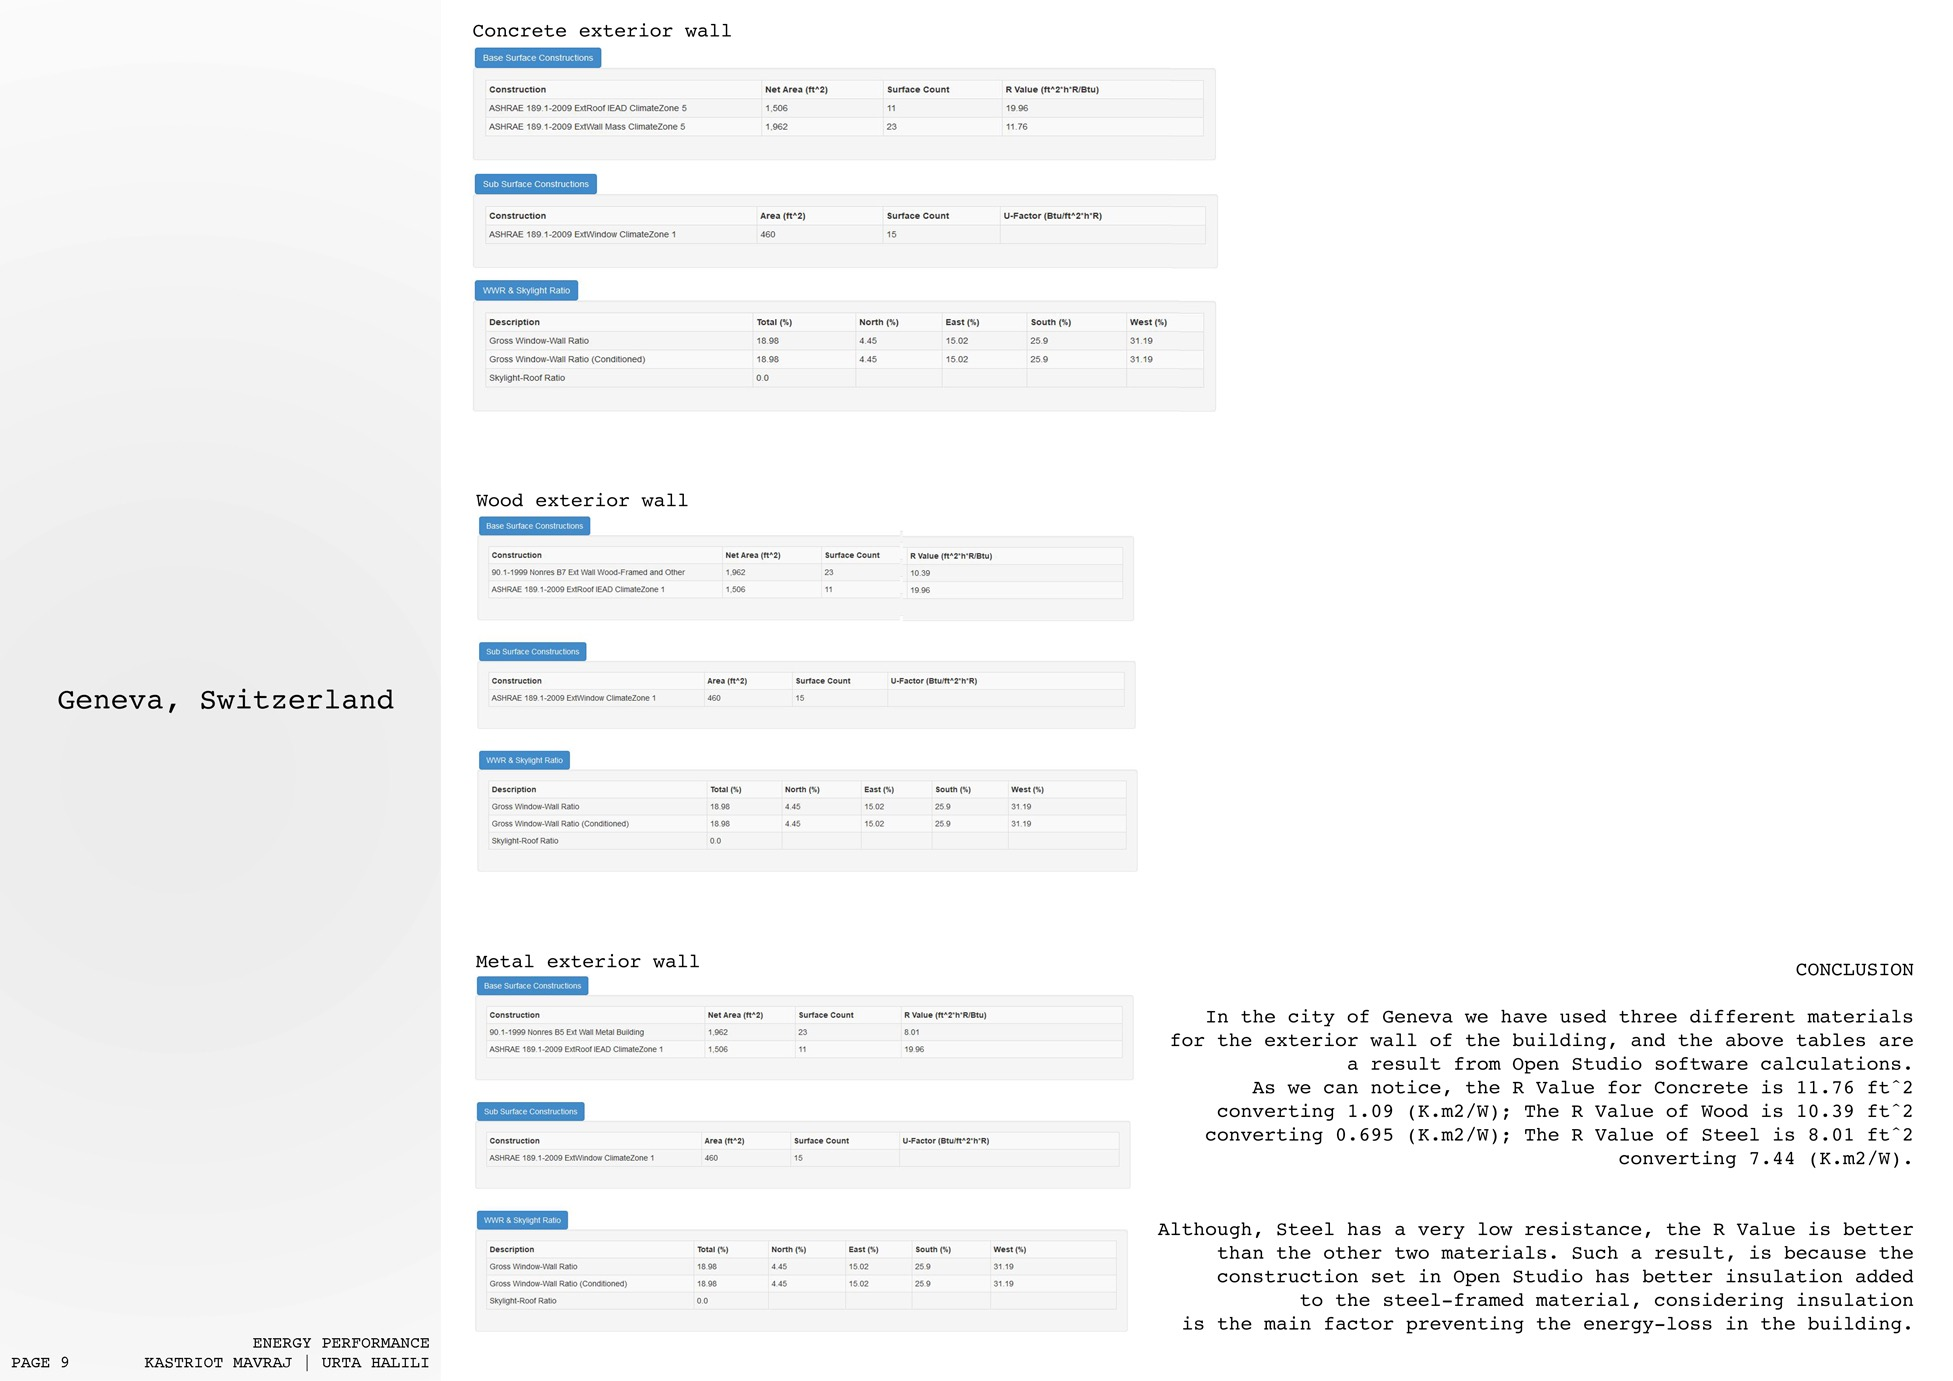 Geneva, Switzerland
ENERGY PERFORMANCE
PAGE 9 KASTRIOT MAVRAJ | URTA HALILI
Concrete exterior wall
Base Surface Constructions
Construction Net Area (ft^2) Surface Count R Value (ft^2*h*R/Btu)
ASHRAE 189.1-2009 ExtRoof IEAD ClimateZone 5 1,506 11 19.96
ASHRAE 189.1-2009 ExtWall Mass ClimateZone 5 1,962 23 11.76
Sub Surface Constructions
Construction Area (ft^2) Surface Count U-Factor (Btu/ft^2*h*R)
ASHRAE 189.1-2009 ExtWindow ClimateZone 1 460 15
WWR & Skylight Ratio
Description Total (%) North (%) East (%) South (%) West (%)
Gross Window-Wall Ratio 18.98 4.45 15.02 25.9 31.19
Gross Window-Wall Ratio (Conditioned) 18.98 4.45 15.02 25.9 31.19
Skylight-Roof Ratio 0.0
Wood exterior wall
Base Surface Constructions
Construction Net Area (ft^2) Surface Count R Value (ft^2*h*R/Btu)
90.1-1999 Nonres B7 Ext Wall Wood-Framed and Other 1,962 23 10.39
ASHRAE 189.1-2009 ExtRoof IEAD ClimateZone 1 1,506 11 19.96
Sub Surface Constructions
Construction Area (ft^2) Surface Count U-Factor (Btu/ft^2*h*R)
ASHRAE 189.1-2009 ExtWindow ClimateZone 1 460 15
WWR & Skylight Ratio
Description Total (%) North (%) East (%) South (%) West (%)
Gross Window-Wall Ratio 18.98 4.45 15.02 25.9 31.19
Gross Window-Wall Ratio (Conditioned) 18.98 4.45 15.02 25.9 31.19
Skylight-Roof Ratio 0.0
Metal exterior wall
Base Surface Constructions
Construction Net Area (ft^2) Surface Count R Value (ft^2*h*R/Btu)
90.1-1999 Nonres B5 Ext Wall Metal Building 1,962 23 8.01
ASHRAE 189.1-2009 ExtRoof IEAD ClimateZone 1 1,506 11 19.96
Sub Surface Constructions
Construction Area (ft^2) Surface Count U-Factor (Btu/ft^2*h*R)
ASHRAE 189.1-2009 ExtWindow ClimateZone 1 460 15
WWR & Skylight Ratio
Description Total (%) North (%) East (%) South (%) West (%)
Gross Window-Wall Ratio 18.98 4.45 15.02 25.9 31.19
Gross Window-Wall Ratio (Conditioned) 18.98 4.45 15.02 25.9 31.19
Skylight-Roof Ratio 0.0
CONCLUSION
In the city of Geneva we have used three different materials
for the exterior wall of the building, and the above tables are
a result from Open Studio software calculations.
As we can notice, the R Value for Concrete is 11.76 ft^2
converting 1.09 (K.m2/W); The R Value of Wood is 10.39 ft^2
converting 0.695 (K.m2/W); The R Value of Steel is 8.01 ft^2
converting 7.44 (K.m2/W).
Although, Steel has a very low resistance, the R Value is better
than the other two materials. Such a result, is because the
construction set in Open Studio has better insulation added
to the steel-framed material, considering insulation
is the main factor preventing the energy-loss in the building.